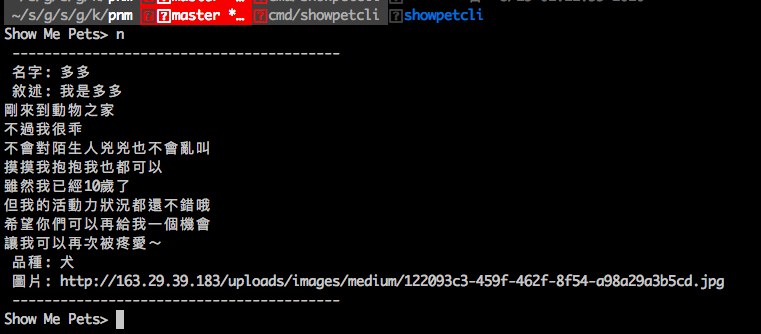 ~/s/g/s/g/k/pnm master *… cmd/showpetcli showpetcli
Show Me Pets> n
-----------------------------------------
名字: 多多
敘述: 我是多多
剛來到動物之家
不過我很乖
不會對陌生人兇兇也不會亂叫
摸摸我抱抱我也都可以
雖然我已經10歲了
但我的活動力狀況都還不錯哦
希望你們可以再給我一個機會
讓我可以再次被疼愛～
品種: 犬
圖片: http://163.29.39.183/uploads/images/medium/122093c3-459f-462f-8f54-a98a29a3b5cd.jpg
-----------------------------------------
Show Me Pets>